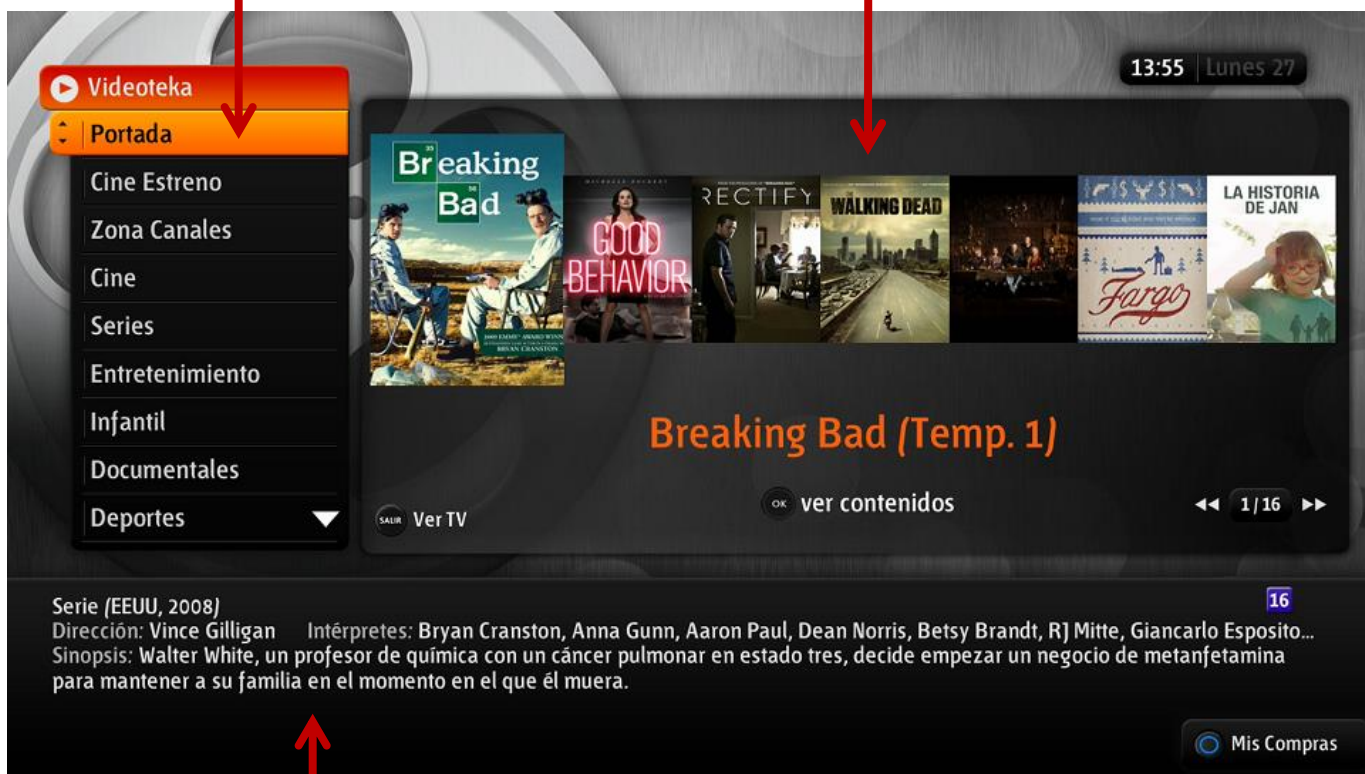 13:55 Lunes 27
Videoteka
Portada
Cine Estreno
Zona Canales
Cine
Series
Entretenimiento
Infantil
Documentales
Deportes
35
Breaking
56
Bad
BRYAN CRANSTON
GOOD
BEHAVIOR
RECTIFY
THE
WALKING DEAD
Fargo
LA HISTORIA
DE JAN
Breaking Bad (Temp. 1)
SALIR Ver TV
OK ver contenidos
1/16
16
Serie (EEUU, 2008)
Dirección: Vince Gilligan Intérpretes: Bryan Cranston, Anna Gunn, Aaron Paul, Dean Norris, Betsy Brandt, RJ Mitte, Giancarlo Esposito...
Sinopsis: Walter White, un profesor de química con un cáncer pulmonar en estado tres, decide empezar un negocio de metanfetamina
para mantener a su familia en el momento en el que él muera.
Mis Compras